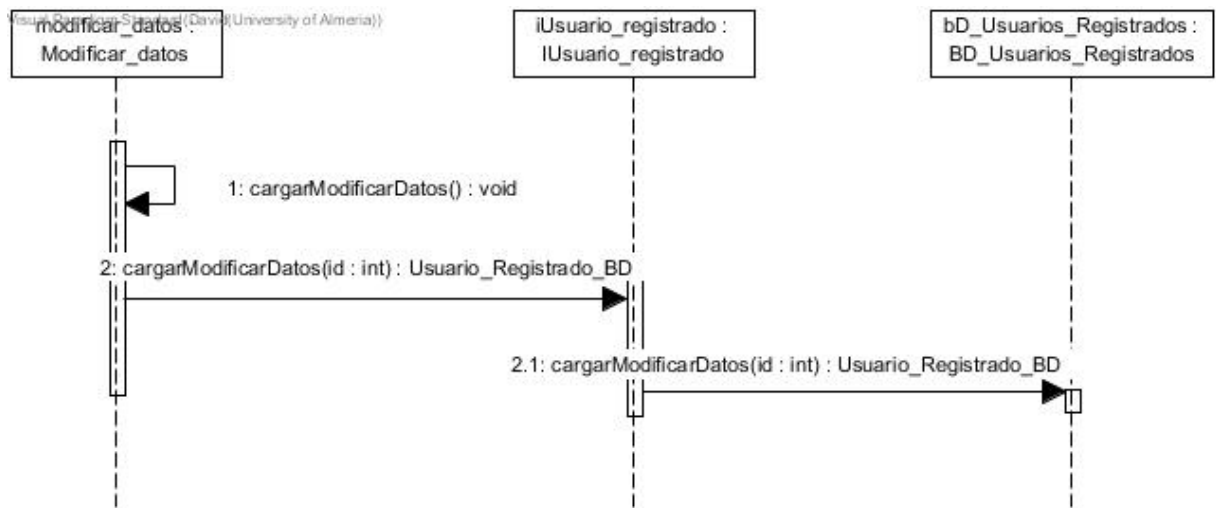 Visual Paradigm Standard(David(University of Almeria))
modificar_datos :
Modificar_datos
iUsuario_registrado :
IUsuario_registrado
bD_Usuarios_Registrados :
BD_Usuarios_Registrados
1: cargarModificarDatos() : void
2: cargarModificarDatos(id : int) : Usuario_Registrado_BD
2.1: cargarModificarDatos(id : int) : Usuario_Registrado_BD